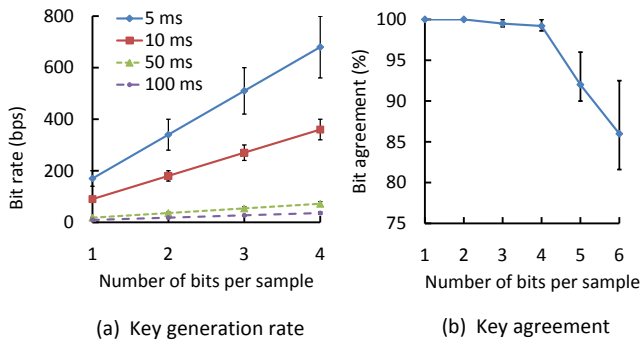 800
600
400
200
0
Bit rate (bps)
5 ms
10 ms
50 ms
100 ms
1 2 3 4
Number of bits per sample
(a) Key generation rate
100
95
90
85
80
75
Bit agreement (%)
1 2 3 4 5 6
Number of bits per sample
(b) Key agreement